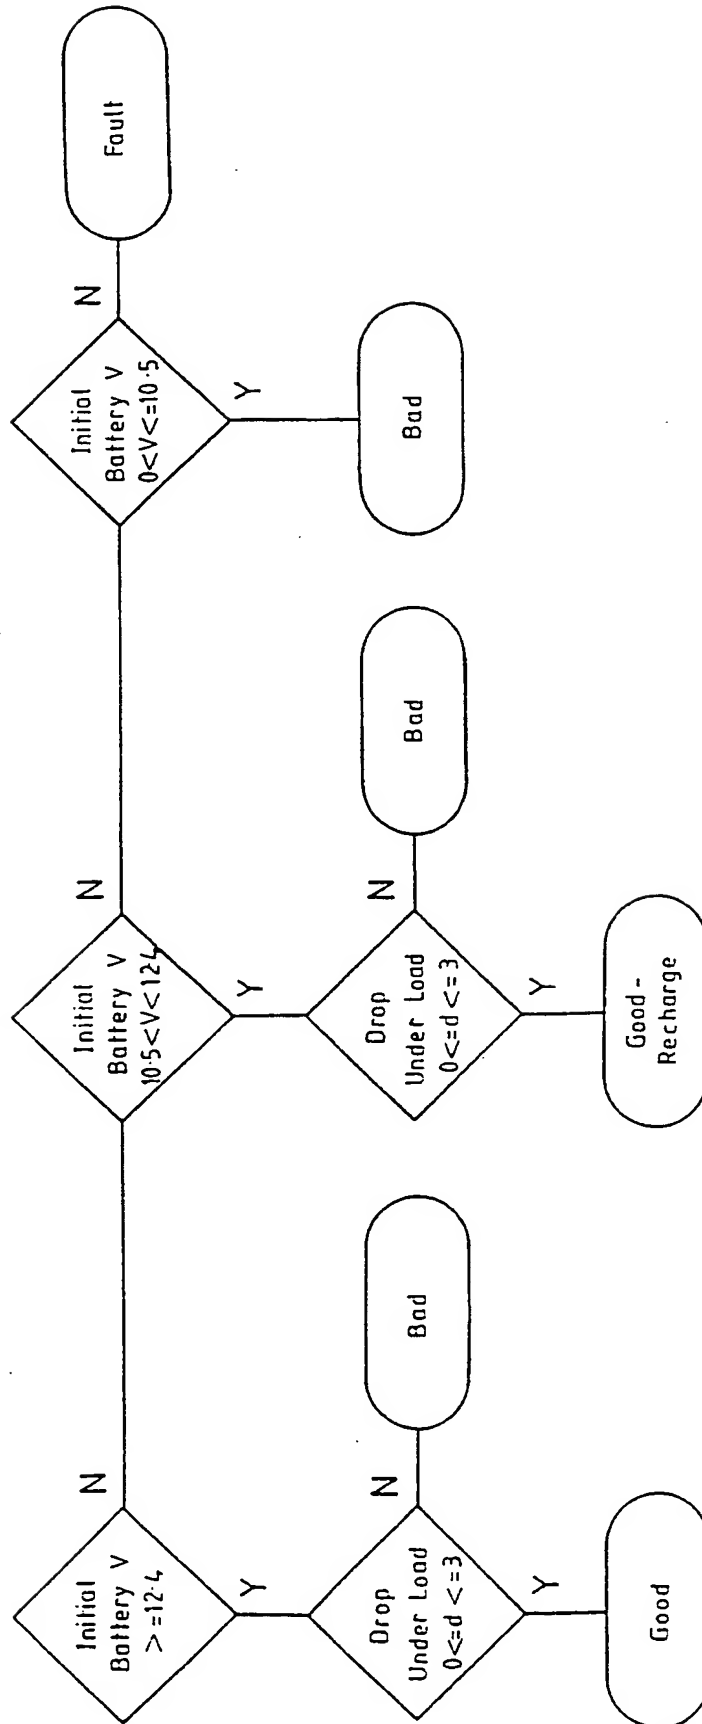 Initial
Battery V
>=12·4
N
Y
Drop
Under Load
0<=d <=3
N
Bad
Y
Good
Initial
Battery V
10·5<V<12·4
N
Y
Drop
Under Load
0<=d <=3
N
Bad
Y
Good-
Recharge
Initial
Battery V
0<V<=10·5
N
Fault
Y
Bad